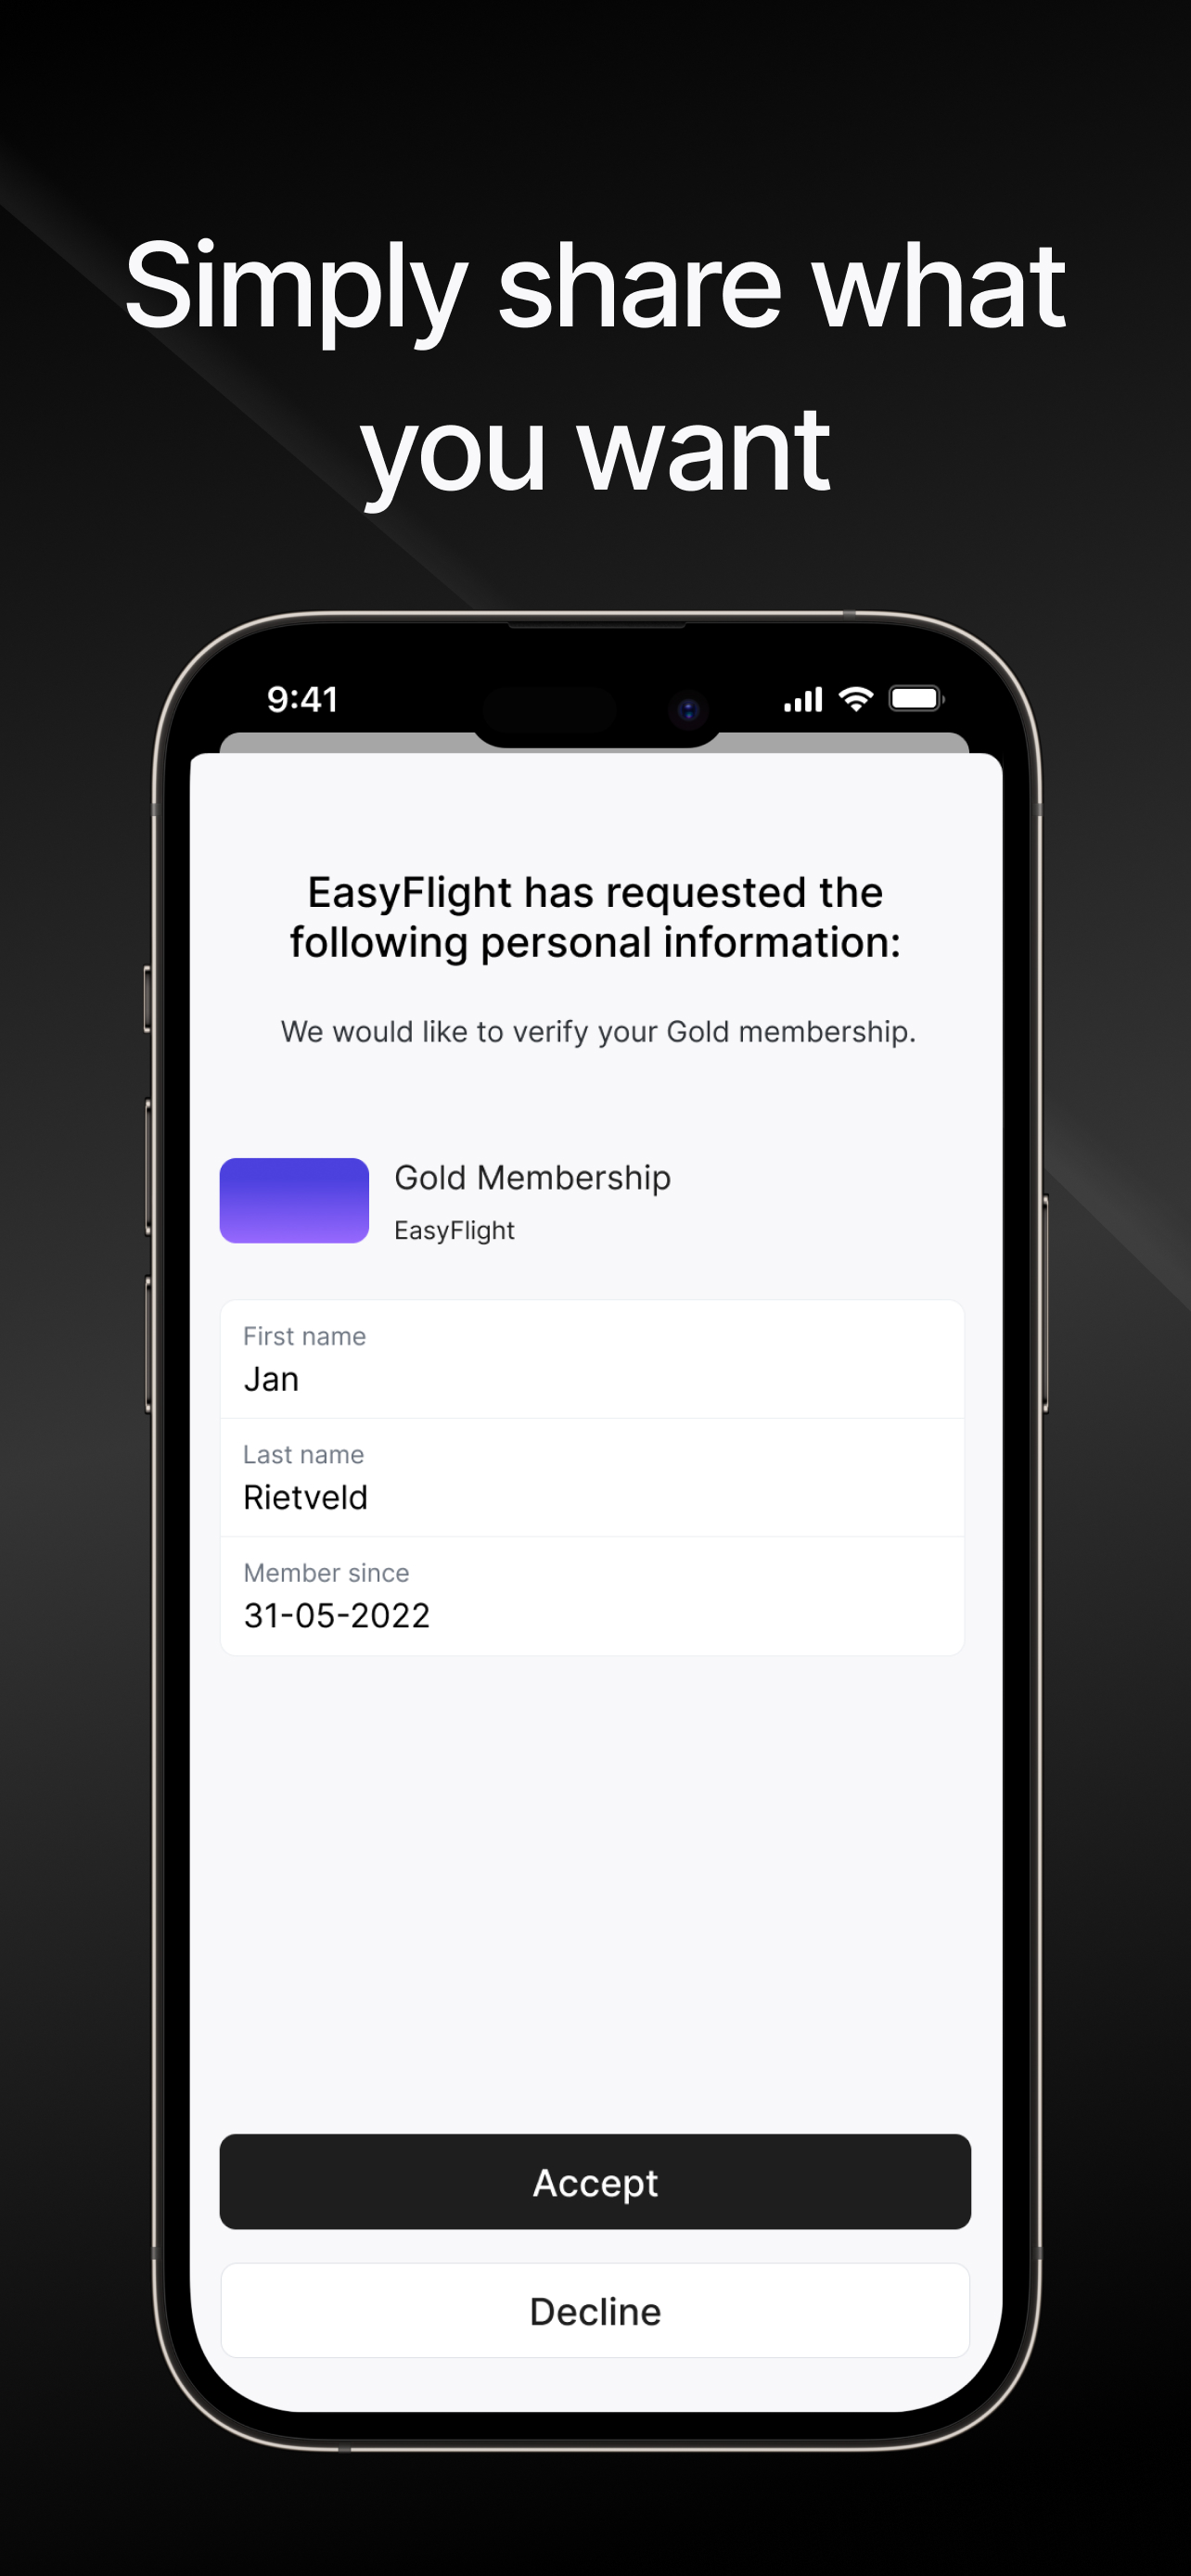 Simply share what
you want
9:41
EasyFlight has requested the
following personal information:
We would like to verify your Gold membership.
Gold Membership
EasyFlight
First name
Jan
Last name
Rietveld
Member since
31-05-2022
Accept
Decline